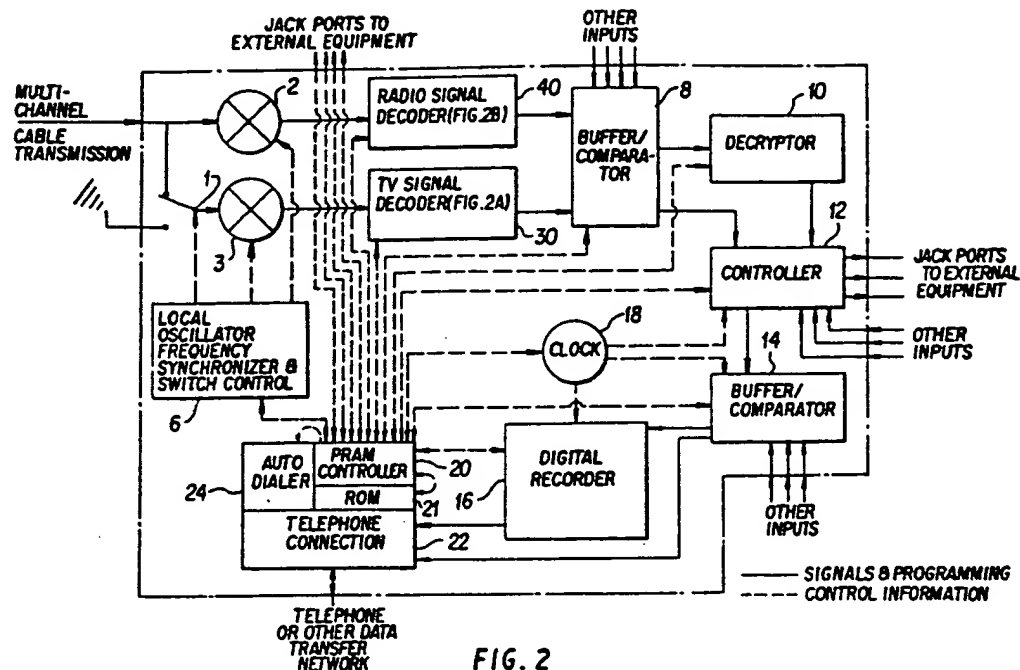 JACK PORTS TO
EXTERNAL EQUIPMENT
OTHER
INPUTS
MULTI-
CHANNEL
CABLE
TRANSMISSION
2
RADIO SIGNAL
DECODER(FIG.2B)
40
8
BUFFER/
COMPARA-
TOR
10
DECRYPTOR
1
3
TV SIGNAL
DECODER(FIG.2A)
30
12
CONTROLLER
JACK PORTS
TO EXTERNAL
EQUIPMENT
OTHER
INPUTS
LOCAL
OSCILLATOR
FREQUENCY
SYNCHRONIZER &
SWITCH CONTROL
6
18
CLOCK
14
BUFFER/
COMPARATOR
OTHER
INPUTS
24
AUTO
DIALER
PRAM
CONTROLLER
20
ROM
21
TELEPHONE
CONNECTION
22
16
DIGITAL
RECORDER
SIGNALS & PROGRAMMING
CONTROL INFORMATION
TELEPHONE
OR OTHER DATA
TRANSFER
NETWORK
FIG. 2